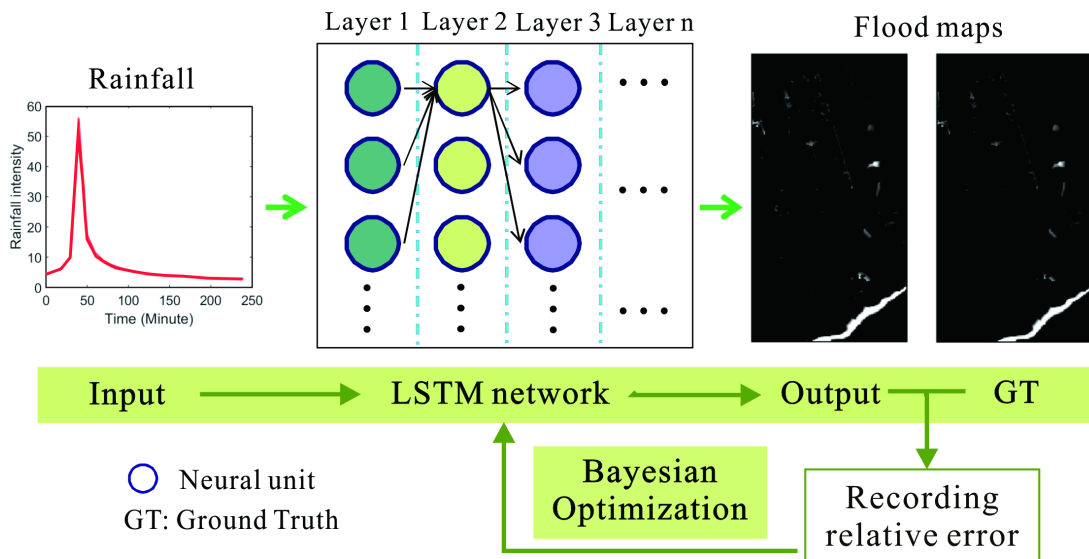 Layer 1 Layer 2 Layer 3 Layer n
Flood maps
Rainfall
60
50
40
30
20
10
0
Rainfall intensity
0 50 100 150 200 250
Time (Minute)
Input LSTM network Output GT
Neural unit
GT: Ground Truth
Bayesian
Optimization
Recording
relative error